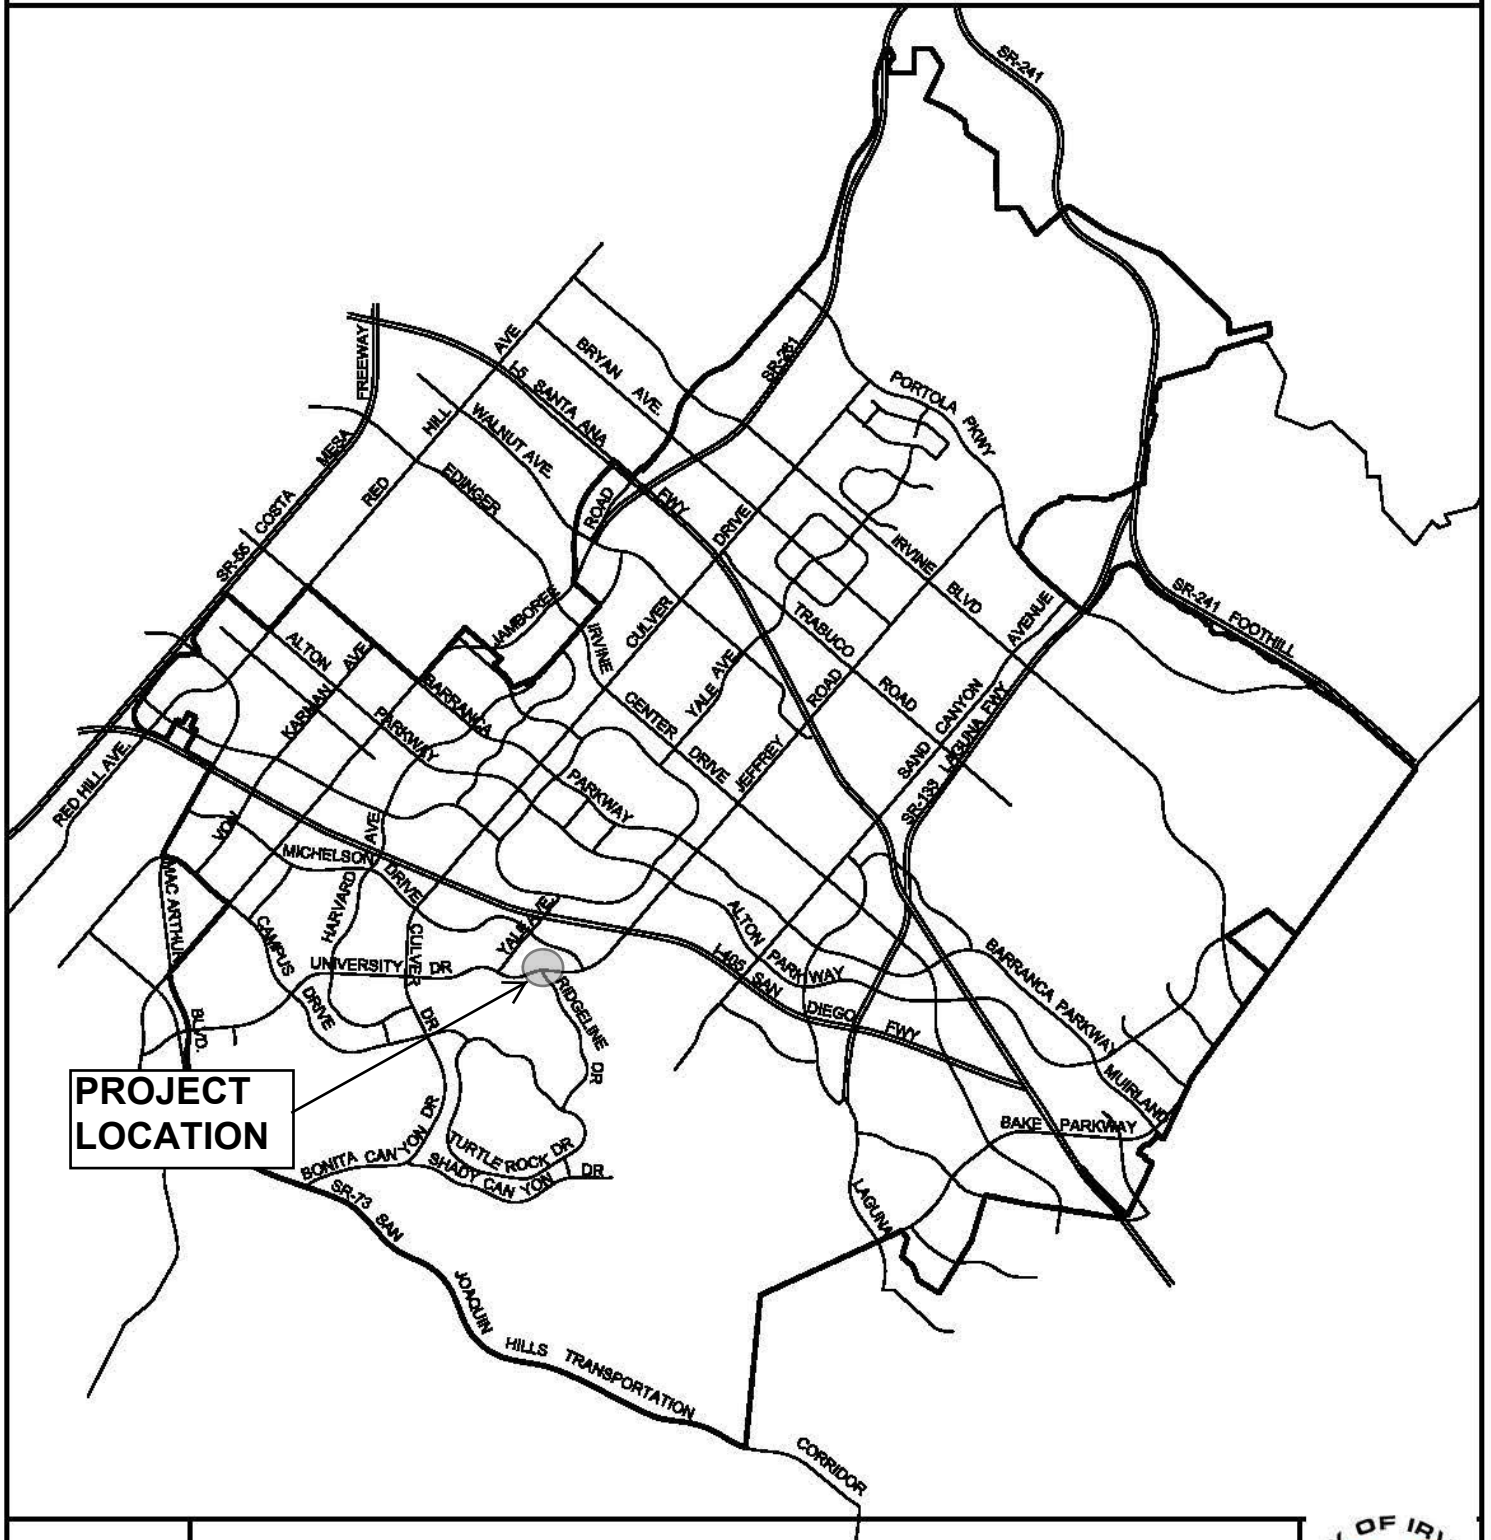 SR-241
FREEWAY
AVE
BRYAN AVE.
SR-261
I-5 SANTA ANA FWY
PORTOLA PKWY
HILL
WALNUT AVE.
MESA
EDINGER
RED
COSTA
SR-55
ROAD
DRIVE
IRVINE BLVD
SR-241 FOOTHILL
JAMBOREE
CULVER
TRABUCO ROAD
AVENUE
IRVINE CENTER DRIVE
ALTON PARKWAY
AVE
YALE AVE
ROAD
BARRANCA PARKWAY
KARMAN
SAND CANYON
JEFFREY
SR-133 LAGUNA FWY
RED HILL AVE.
VON
AVE
MICHELSON DRIVE
MAC ARTHUR BLVD.
HARVARD
CAMPUS DRIVE
CULVER DR
YALE AVE.
ALTON PARKWAY
UNIVERSITY DR
I-405 SAN DIEGO FWY
BARRANCA PARKWAY
RIDGELINE DR
MUIRLAND
PROJECT
LOCATION
BAKE PARKWAY
BONITA CANYON DR
TURTLE ROCK DR
SHADY CANYON DR
LAGUNA
SR-73 SAN JOAQUIN HILLS TRANSPORTATION CORRIDOR
OF IRV